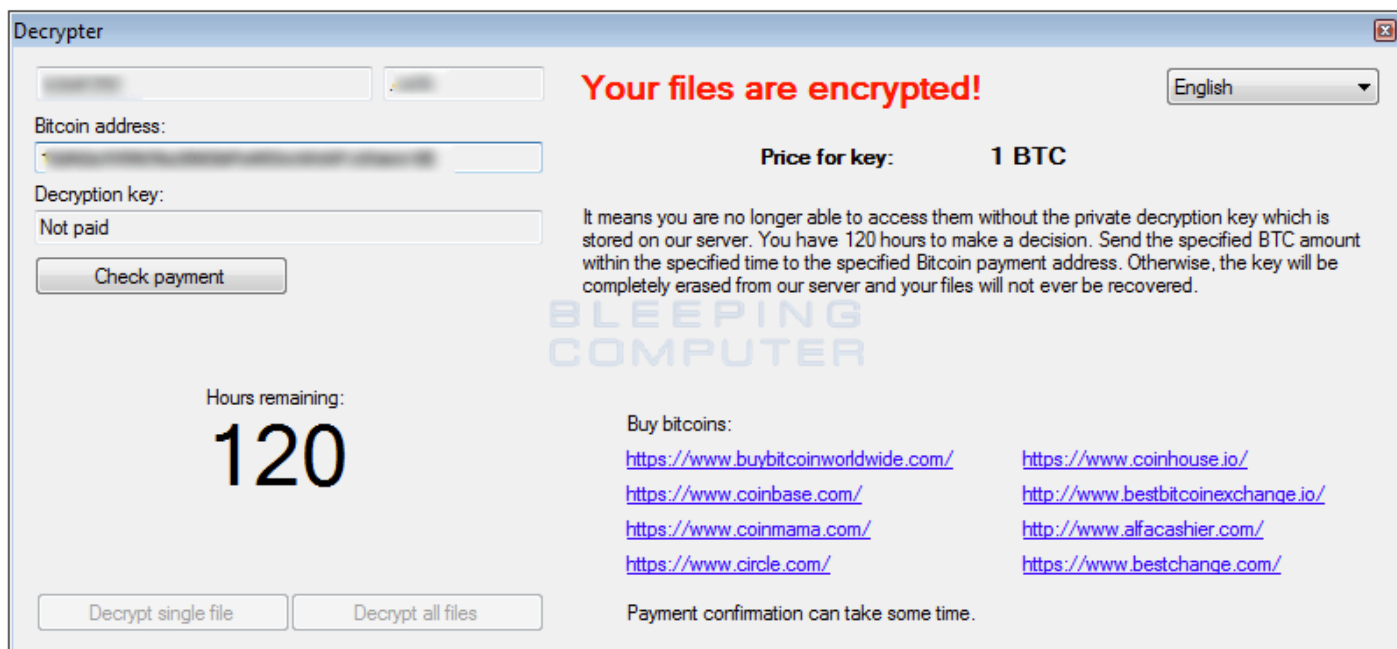 Decrypter
Your files are encrypted!
English
Bitcoin address:
Price for key: 1 BTC
Decryption key:
Not paid
Check payment
It means you are no longer able to access them without the private decryption key which is
stored on our server. You have 120 hours to make a decision. Send the specified BTC amount
within the specified time to the specified Bitcoin payment address. Otherwise, the key will be
completely erased from our server and your files will not ever be recovered.
BLEEPING
COMPUTER
Hours remaining:
120
Buy bitcoins:
https://www.buybitcoinworldwide.com/ https://www.coinhouse.io/
https://www.coinbase.com/ http://www.bestbitcoinexchange.io/
https://www.coinmama.com/ http://www.alfacashier.com/
https://www.circle.com/ https://www.bestchange.com/
Decrypt single file Decrypt all files
Payment confirmation can take some time.